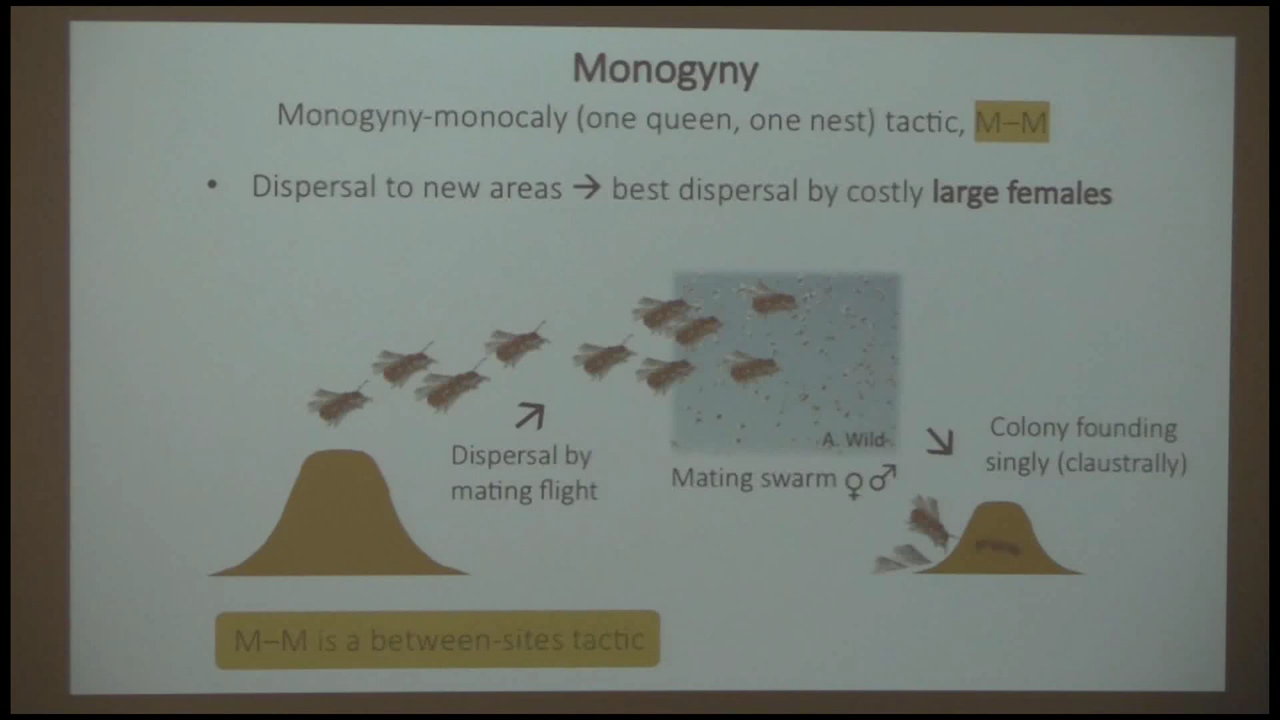 Monogyny
Monogyny-monocaly (one queen, one nest) tactic, M–M
• Dispersal to new areas → best dispersal by costly large females
A. Wild
Dispersal by
mating flight
Mating swarm ♀♂
Colony founding
singly (claustrally)
M–M is a between-sites tactic